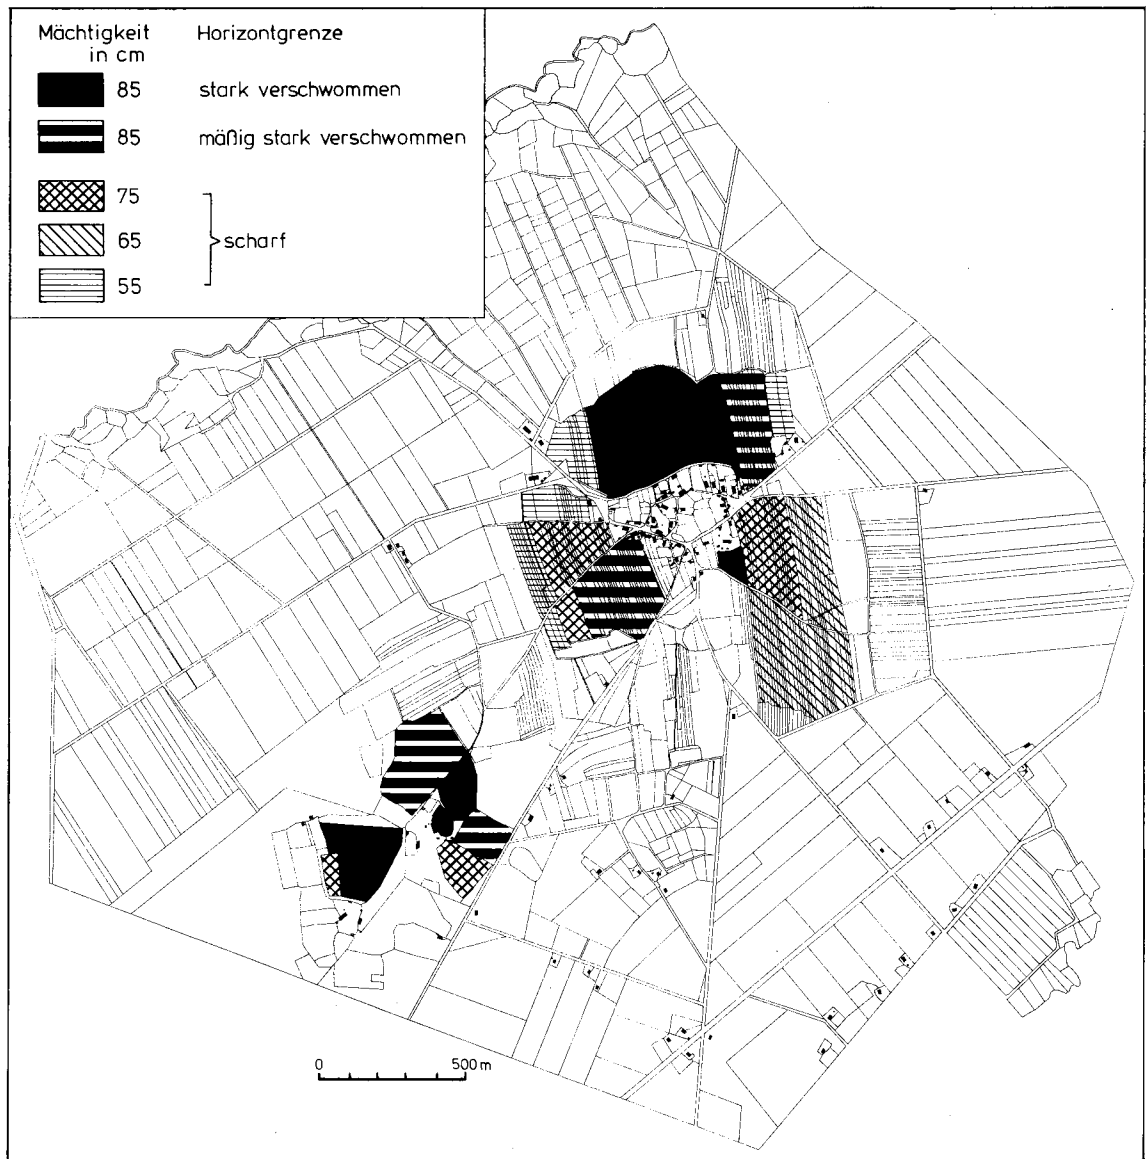 Mächtigkeit Horizontgrenze
in cm
85 stark verschwommen
85 mäßig stark verschwommen
75
65 scharf
55
0 500 m